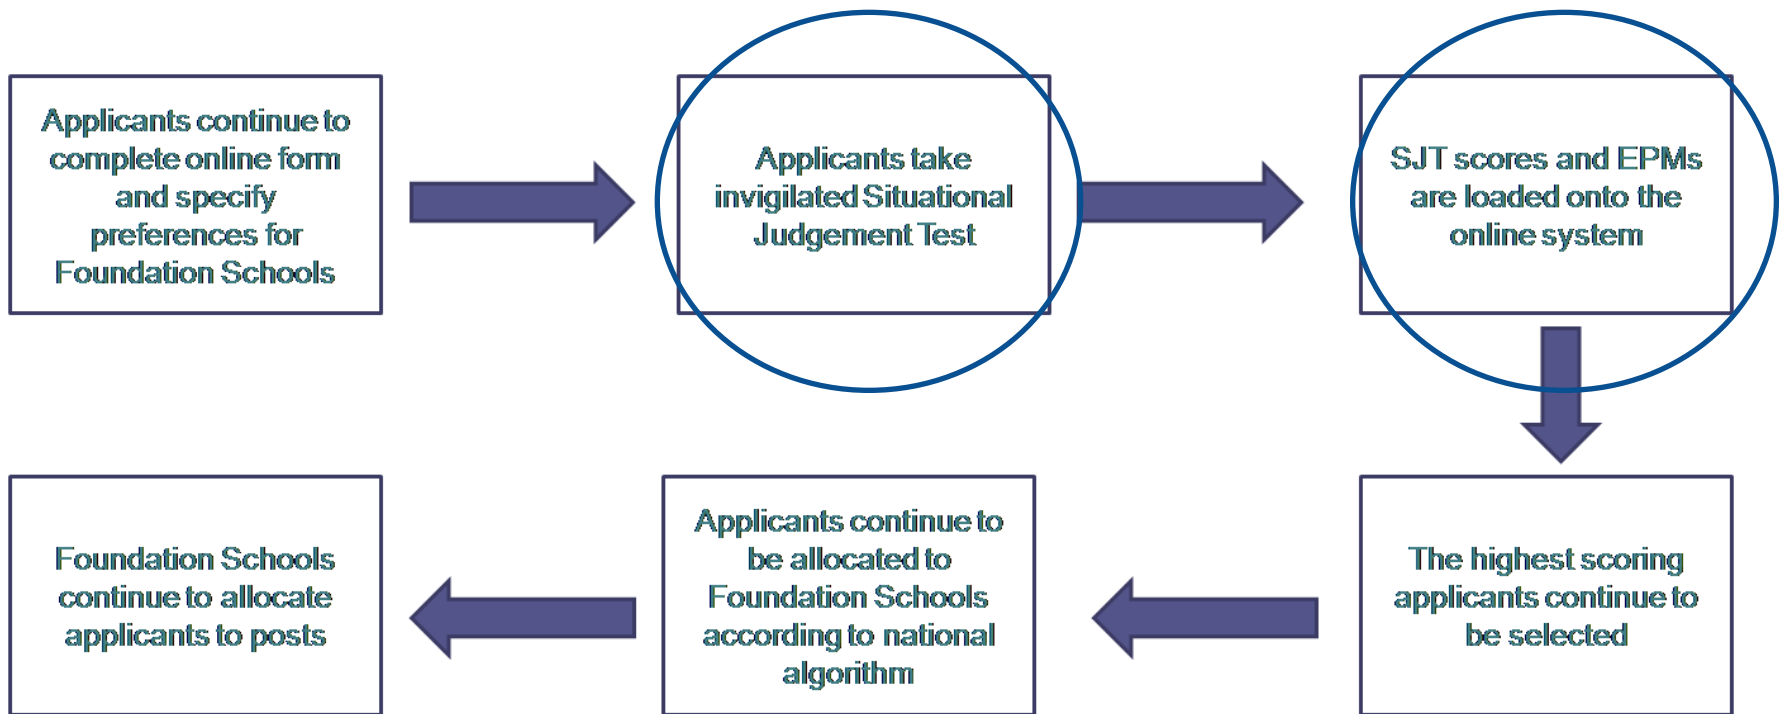 Applicants continue to
complete online form
and specify
preferences for
Foundation Schools
Applicants take
invigilated Situational
Judgement Test
SJT scores and EPMs
are loaded onto the
online system
The highest scoring
applicants continue to
be selected
Applicants continue to
be allocated to
Foundation Schools
according to national
algorithm
Foundation Schools
continue to allocate
applicants to posts